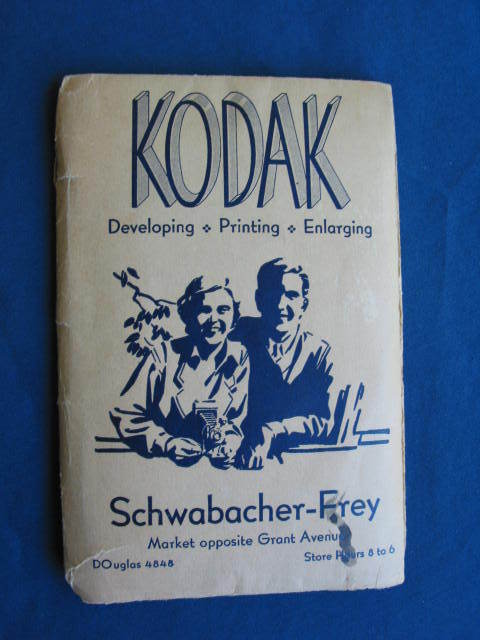 KODAK
Developing ❖ Printing ❖ Enlarging
Schwabacher-Frey
Market opposite Grant Avenue
DOuglas 4848 Store Hours 8 to 6